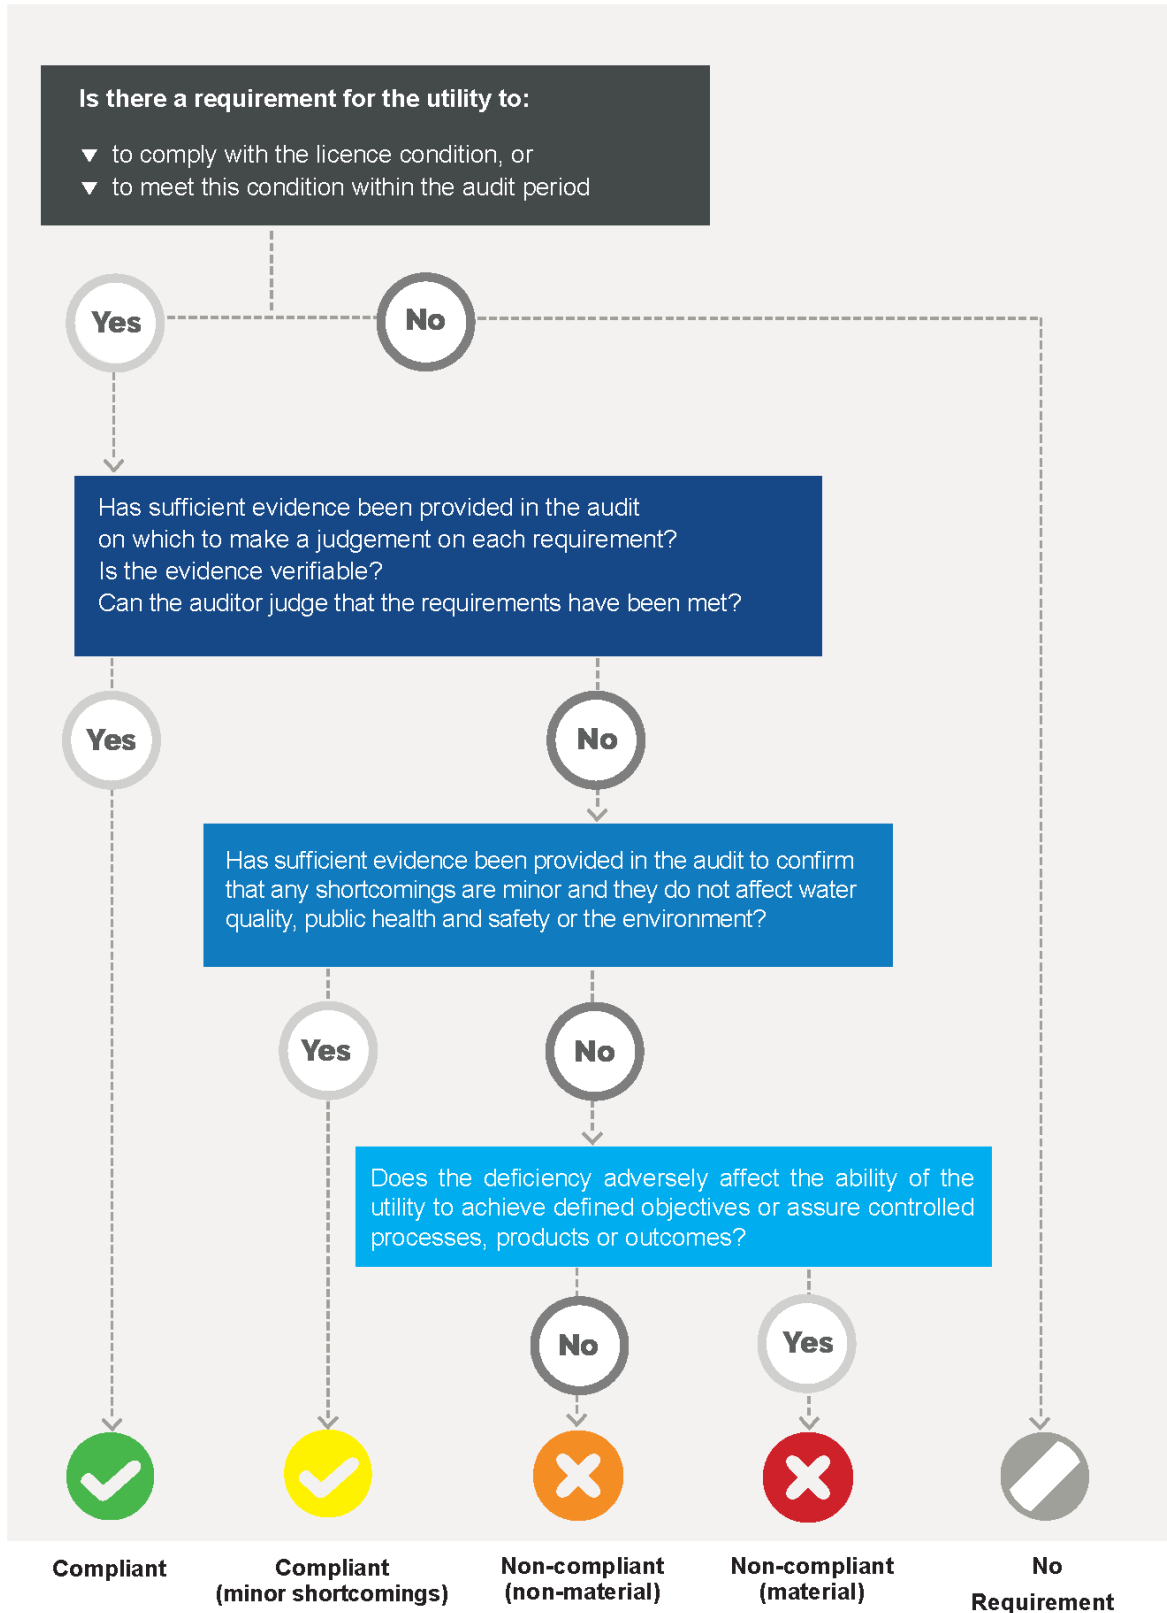 Is there a requirement for the utility to:
▼ to comply with the licence condition, or
▼ to meet this condition within the audit period
Yes
No
Has sufficient evidence been provided in the audit
on which to make a judgement on each requirement?
Is the evidence verifiable?
Can the auditor judge that the requirements have been met?
Yes
No
Has sufficient evidence been provided in the audit to confirm
that any shortcomings are minor and they do not affect water
quality, public health and safety or the environment?
Yes
No
Does the deficiency adversely affect the ability of the
utility to achieve defined objectives or assure controlled
processes, products or outcomes?
No
Yes
Compliant
Compliant
(minor shortcomings)
Non-compliant
(non-material)
Non-compliant
(material)
No
Requirement